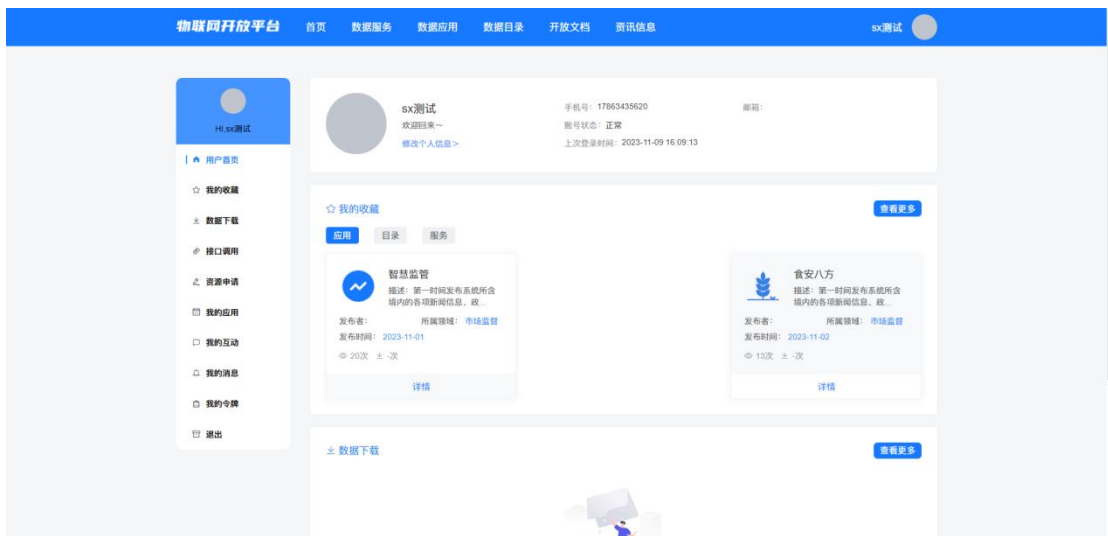 物联网开放平台 首页 数据服务 数据应用 数据目录 开放文档 资讯信息 sx测试
HI,sx测试
用户首页
我的收藏
数据下载
接口调用
资源申请
我的应用
我的互动
我的消息
我的令牌
退出
sx测试
欢迎回来~
修改个人信息 >
手机号: 17863435620
账号状态: 正常
上次登录时间: 2023-11-09 16:09:13
邮箱:
我的收藏 查看更多
应用 目录 服务
智慧监管
描述: 第一时间发布系统所含
境内的各项新闻信息、政...
发布者: 所属领域: 市场监督
发布时间: 2023-11-01
20次 -次
详情
食安八方
描述: 第一时间发布系统所含
境内的各项新闻信息、政...
发布者: 所属领域: 市场监督
发布时间: 2023-11-02
13次 -次
详情
数据下载 查看更多